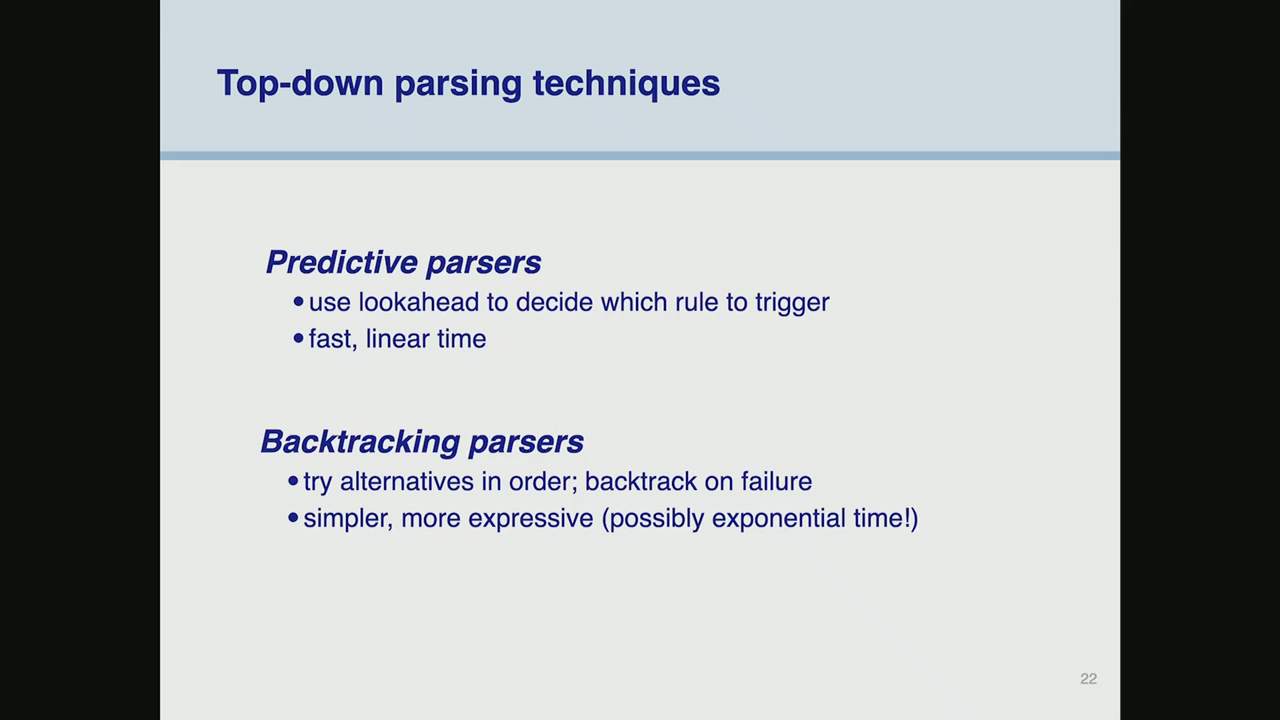 Top-down parsing techniques
Predictive parsers
•use lookahead to decide which rule to trigger
•fast, linear time
Backtracking parsers
•try alternatives in order; backtrack on failure
•simpler, more expressive (possibly exponential time!)
22